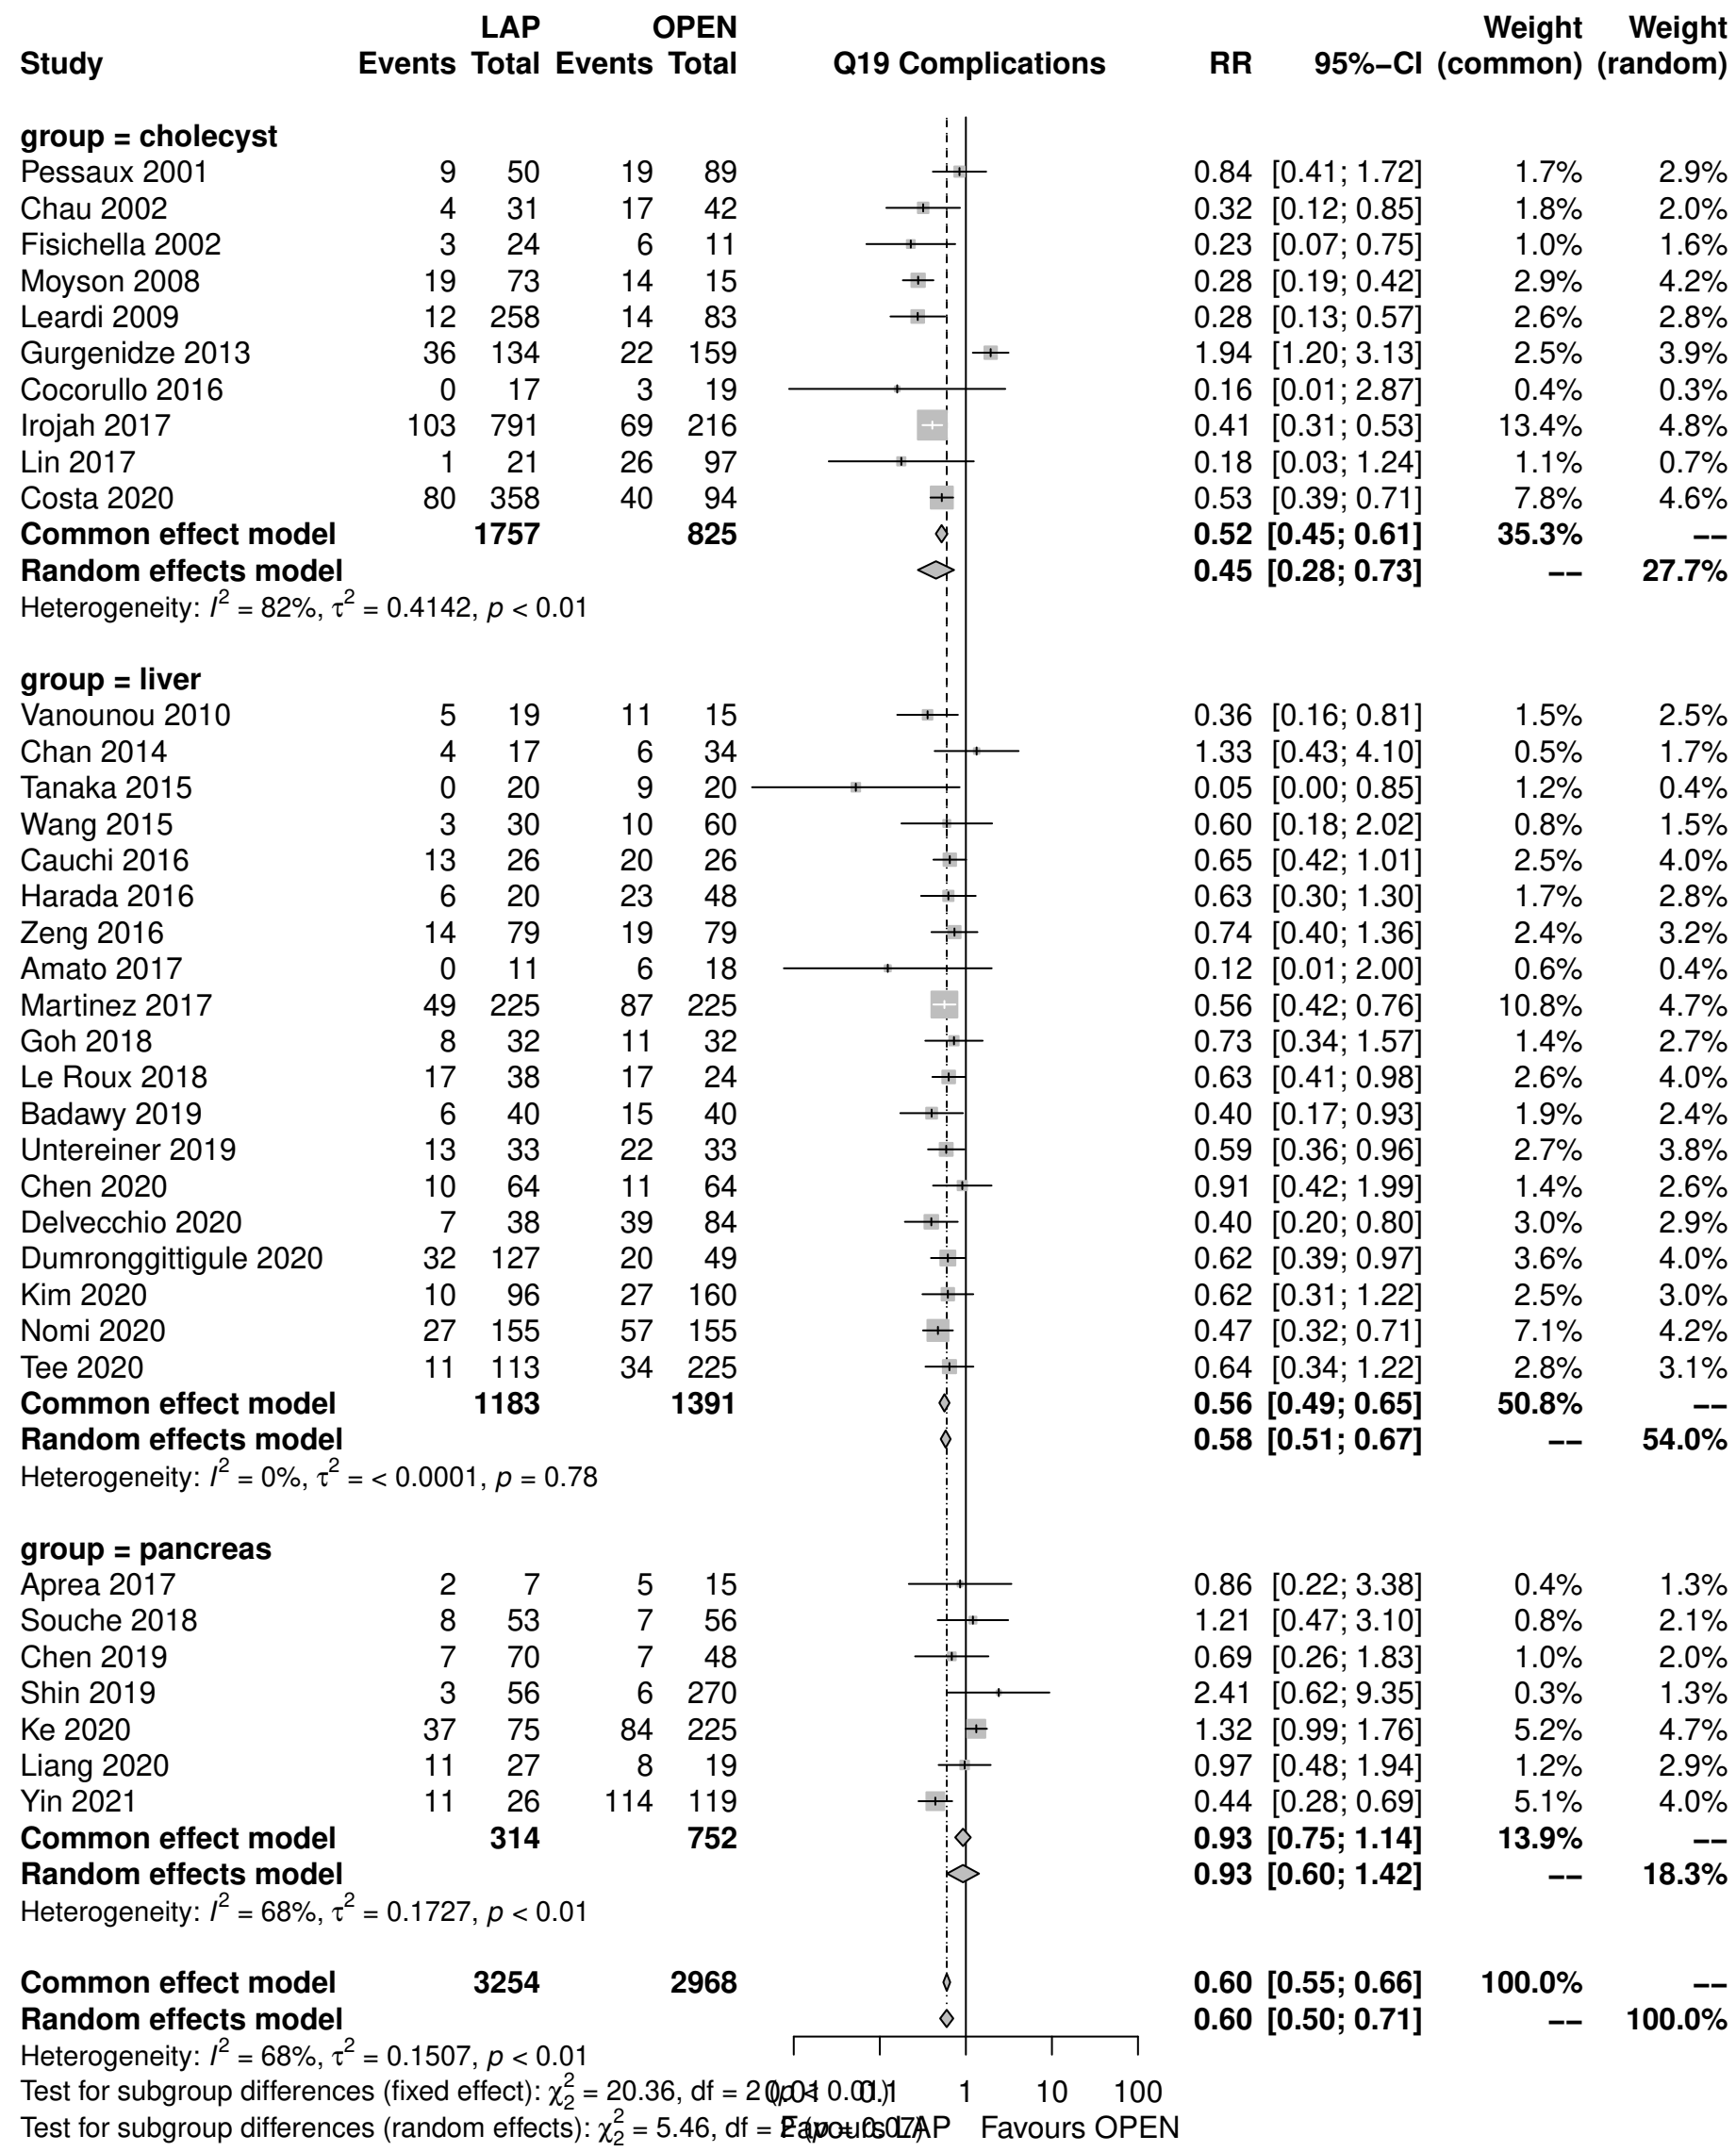 LAP OPEN Weight Weight
Study Events Total Events Total Q19 Complications RR 95%−CI (common) (random)
group = cholecyst
Pessaux 2001 9 50 19 89 0.84 [0.41; 1.72] 1.7% 2.9%
Chau 2002 4 31 17 42 0.32 [0.12; 0.85] 1.8% 2.0%
Fisichella 2002 3 24 6 11 0.23 [0.07; 0.75] 1.0% 1.6%
Moyson 2008 19 73 14 15 0.28 [0.19; 0.42] 2.9% 4.2%
Leardi 2009 12 258 14 83 0.28 [0.13; 0.57] 2.6% 2.8%
Gurgenidze 2013 36 134 22 159 1.94 [1.20; 3.13] 2.5% 3.9%
Cocorullo 2016 0 17 3 19 0.16 [0.01; 2.87] 0.4% 0.3%
Irojah 2017 103 791 69 216 0.41 [0.31; 0.53] 13.4% 4.8%
Lin 2017 1 21 26 97 0.18 [0.03; 1.24] 1.1% 0.7%
Costa 2020 80 358 40 94 0.53 [0.39; 0.71] 7.8% 4.6%
Common effect model 1757 825 0.52 [0.45; 0.61] 35.3% −−
Random effects model 0.45 [0.28; 0.73] −− 27.7%
Heterogeneity: I² = 82%, τ² = 0.4142, p < 0.01
group = liver
Vanounou 2010 5 19 11 15 0.36 [0.16; 0.81] 1.5% 2.5%
Chan 2014 4 17 6 34 1.33 [0.43; 4.10] 0.5% 1.7%
Tanaka 2015 0 20 9 20 0.05 [0.00; 0.85] 1.2% 0.4%
Wang 2015 3 30 10 60 0.60 [0.18; 2.02] 0.8% 1.5%
Cauchi 2016 13 26 20 26 0.65 [0.42; 1.01] 2.5% 4.0%
Harada 2016 6 20 23 48 0.63 [0.30; 1.30] 1.7% 2.8%
Zeng 2016 14 79 19 79 0.74 [0.40; 1.36] 2.4% 3.2%
Amato 2017 0 11 6 18 0.12 [0.01; 2.00] 0.6% 0.4%
Martinez 2017 49 225 87 225 0.56 [0.42; 0.76] 10.8% 4.7%
Goh 2018 8 32 11 32 0.73 [0.34; 1.57] 1.4% 2.7%
Le Roux 2018 17 38 17 24 0.63 [0.41; 0.98] 2.6% 4.0%
Badawy 2019 6 40 15 40 0.40 [0.17; 0.93] 1.9% 2.4%
Untereiner 2019 13 33 22 33 0.59 [0.36; 0.96] 2.7% 3.8%
Chen 2020 10 64 11 64 0.91 [0.42; 1.99] 1.4% 2.6%
Delvecchio 2020 7 38 39 84 0.40 [0.20; 0.80] 3.0% 2.9%
Dumronggittigule 2020 32 127 20 49 0.62 [0.39; 0.97] 3.6% 4.0%
Kim 2020 10 96 27 160 0.62 [0.31; 1.22] 2.5% 3.0%
Nomi 2020 27 155 57 155 0.47 [0.32; 0.71] 7.1% 4.2%
Tee 2020 11 113 34 225 0.64 [0.34; 1.22] 2.8% 3.1%
Common effect model 1183 1391 0.56 [0.49; 0.65] 50.8% −−
Random effects model 0.58 [0.51; 0.67] −− 54.0%
Heterogeneity: I² = 0%, τ² = < 0.0001, p = 0.78
group = pancreas
Aprea 2017 2 7 5 15 0.86 [0.22; 3.38] 0.4% 1.3%
Souche 2018 8 53 7 56 1.21 [0.47; 3.10] 0.8% 2.1%
Chen 2019 7 70 7 48 0.69 [0.26; 1.83] 1.0% 2.0%
Shin 2019 3 56 6 270 2.41 [0.62; 9.35] 0.3% 1.3%
Ke 2020 37 75 84 225 1.32 [0.99; 1.76] 5.2% 4.7%
Liang 2020 11 27 8 19 0.97 [0.48; 1.94] 1.2% 2.9%
Yin 2021 11 26 114 119 0.44 [0.28; 0.69] 5.1% 4.0%
Common effect model 314 752 0.93 [0.75; 1.14] 13.9% −−
Random effects model 0.93 [0.60; 1.42] −− 18.3%
Heterogeneity: I² = 68%, τ² = 0.1727, p < 0.01
Common effect model 3254 2968 0.60 [0.55; 0.66] 100.0% −−
Random effects model 0.60 [0.50; 0.71] −− 100.0%
Heterogeneity: I² = 68%, τ² = 0.1507, p < 0.01
Test for subgroup differences (fixed effect): χ²₂ = 20.36, df = 2 (p < 0.01) 0.01 0.1 1 10 100
Test for subgroup differences (random effects): χ²₂ = 5.46, df = 2 (p = 0.07) Favours LAP Favours OPEN